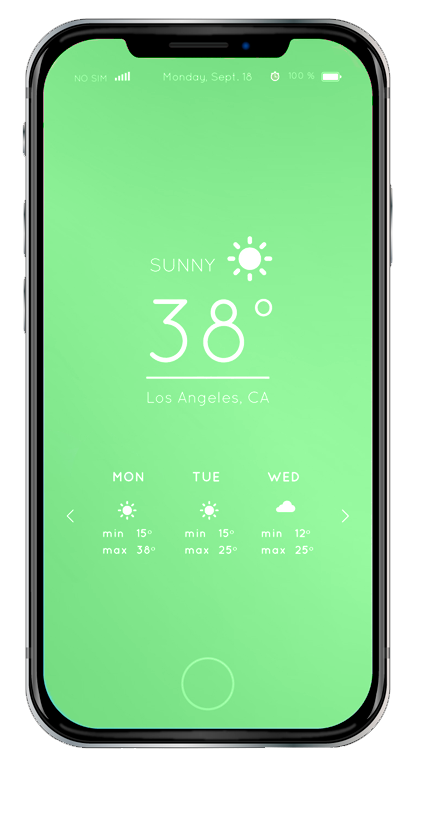 NO SIM Monday, Sept. 18 100 %
SUNNY
38°
Los Angeles, CA
MON TUE WED
min 15° min 15° min 12°
max 38° max 25° max 25°